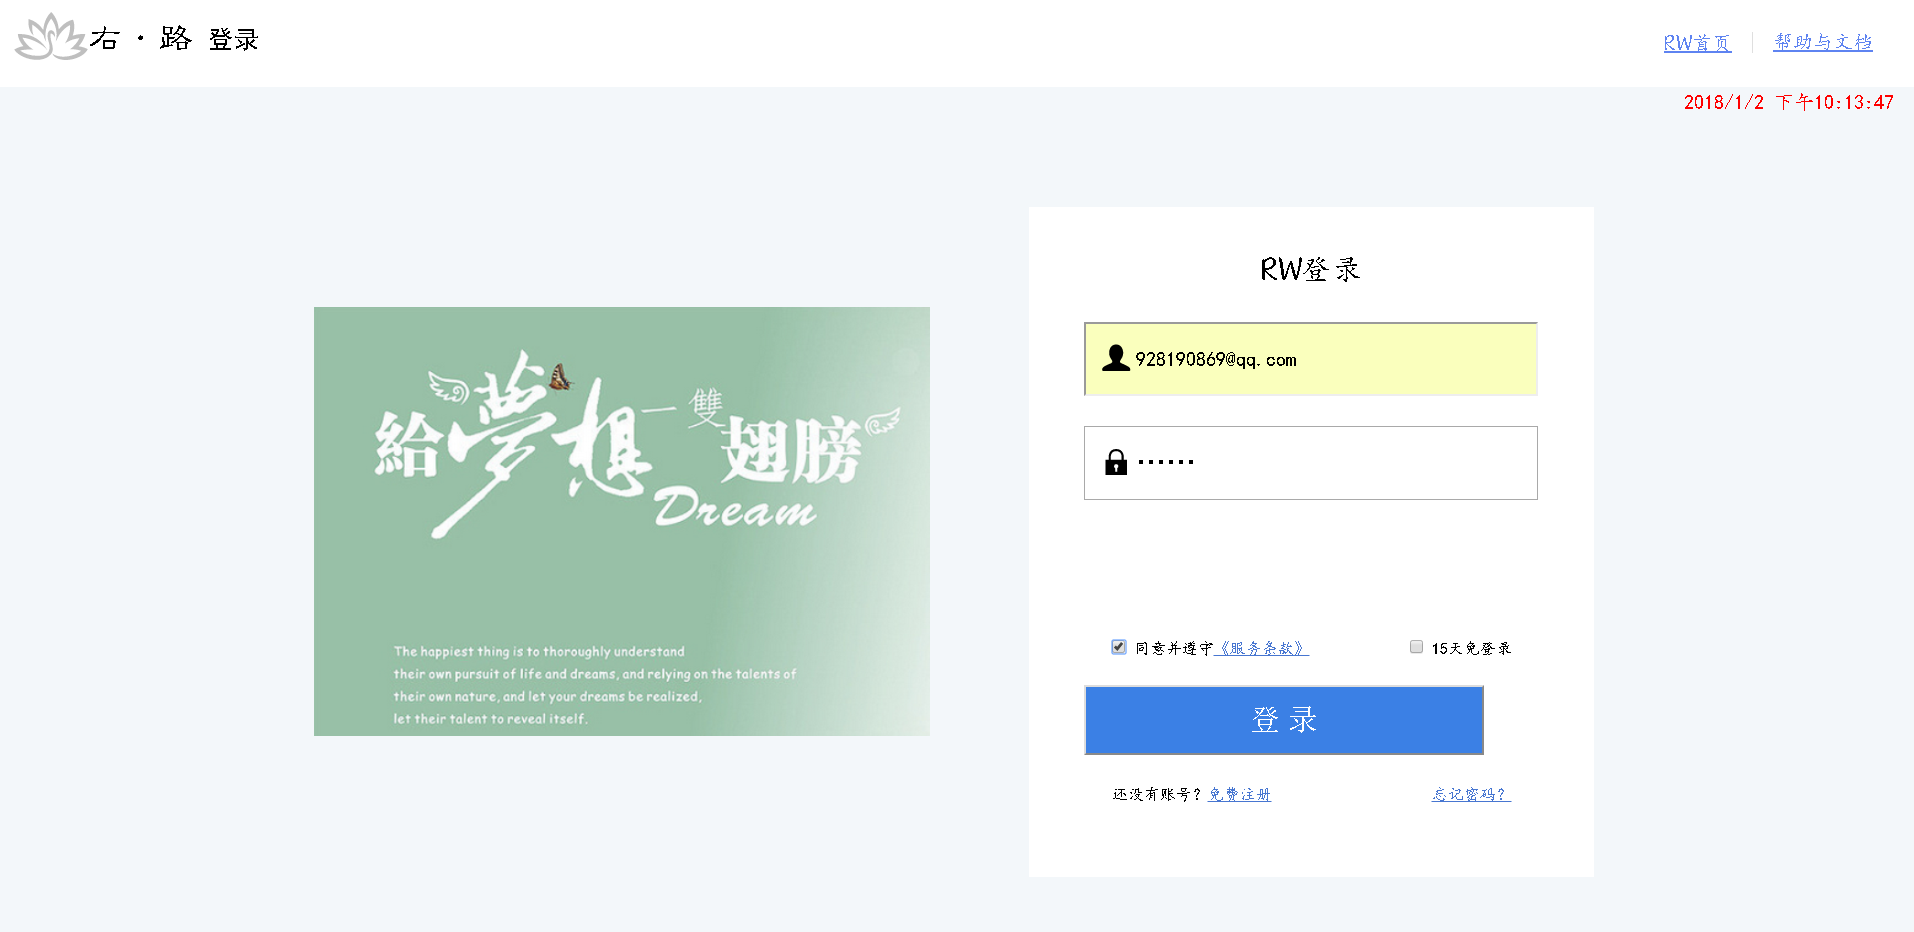 右·路 登录
RW首页
帮助与文档
2018/1/2 下午10:13:47
給夢想一雙翅膀
Dream
The happiest thing is to thoroughly understand
their own pursuit of life and dreams, and relying on the talents of
their own nature, and let your dreams be realized,
let their talent to reveal itself.
RW登录
928190869@qq.com
······
同意并遵守《服务条款》
15天免登录
登 录
还没有账号? 免费注册
忘记密码?